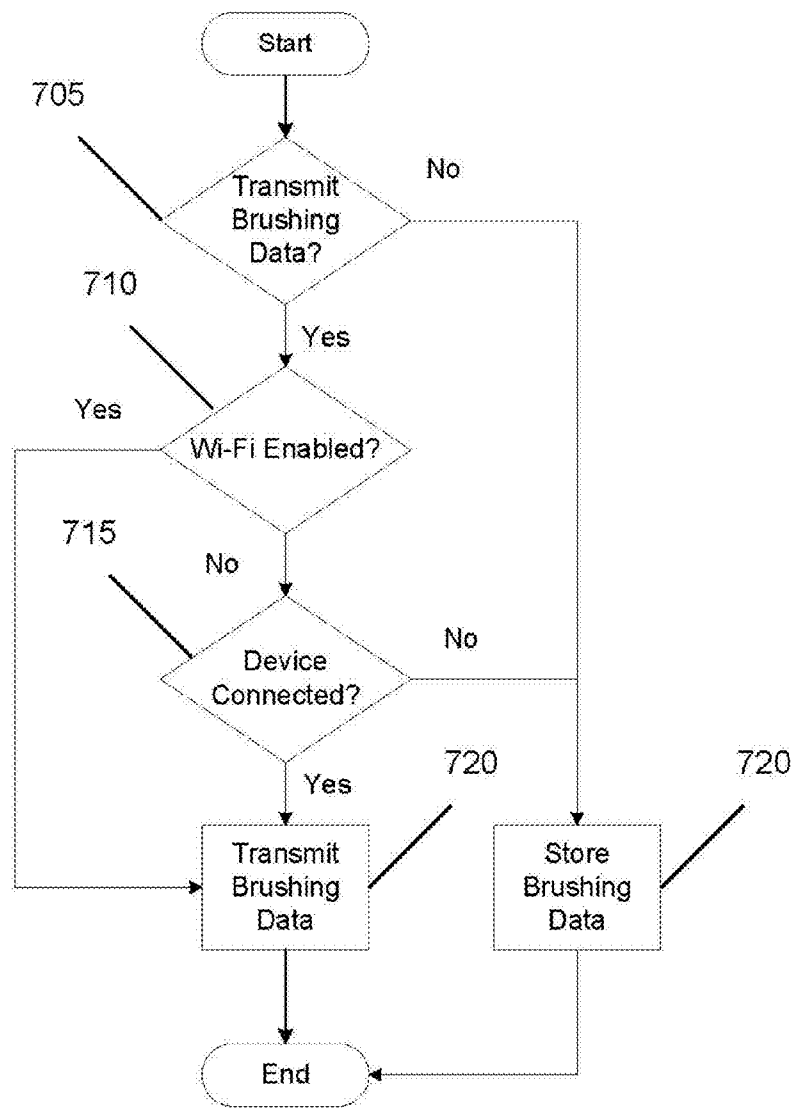 Start
705
Transmit
Brushing
Data?
No
710
Yes
Yes
Wi-Fi Enabled?
715
No
Device
Connected?
No
Yes
720
720
Transmit
Brushing
Data
Store
Brushing
Data
End